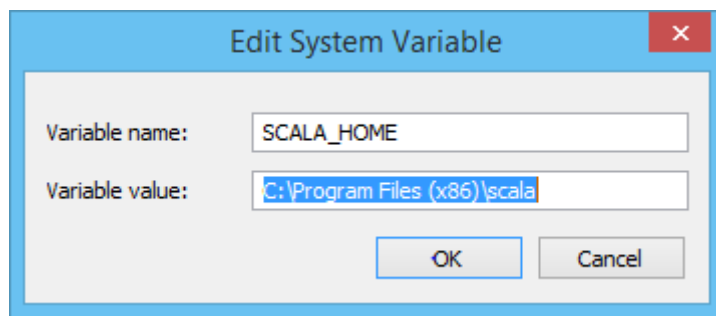 Edit System Variable
Variable name: SCALA_HOME
Variable value: C:\Program Files (x86)\scala
OK Cancel